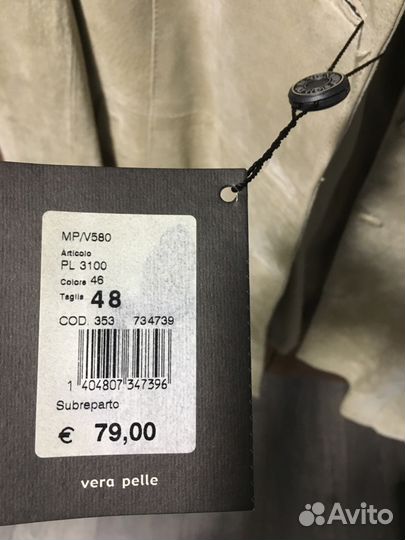 MP/V580
Articolo
PL 3100
Colore 46
Taglia 48
COD. 353 734739
1 404807 347396
Subreparto
€ 79,00
vera pelle
Avito